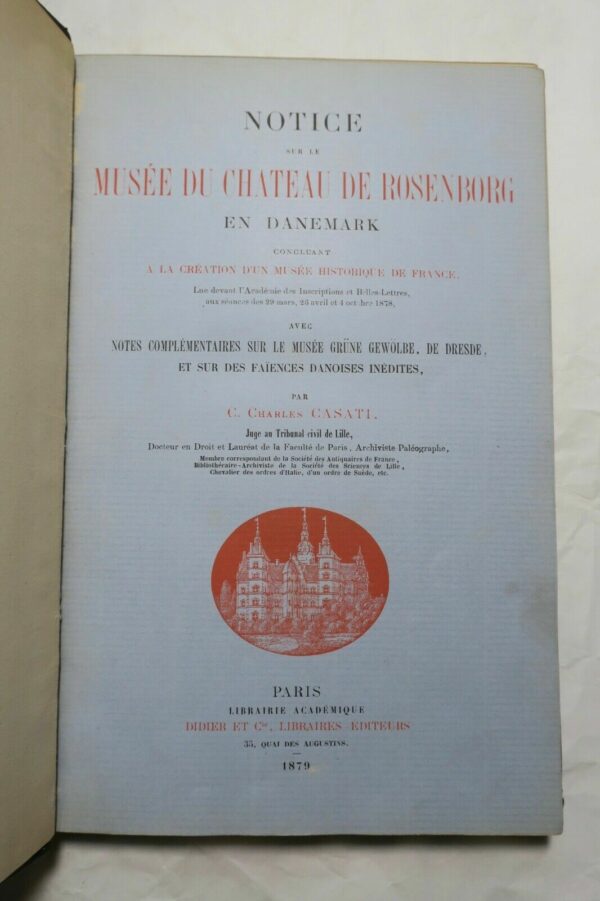 NOTICE
SUR LE
MUSÉE DU CHATEAU DE ROSENBORG
EN DANEMARK
CONCLUANT
A LA CRÉATION D'UN MUSÉE HISTORIQUE DE FRANCE,
Lue devant l'Académie des Inscriptions et Belles-Lettres,
aux séances des 29 mars, 26 avril et 4 octobre 1878,
AVEC
NOTES COMPLÉMENTAIRES SUR LE MUSÉE GRÜNE GEWÖLBE, DE DRESDE,
ET SUR DES FAÏENCES DANOISES INÉDITES,
PAR
C. CHARLES CASATI,
Juge au Tribunal civil de Lille,
Docteur en Droit et Lauréat de la Faculté de Paris, Archiviste-Paléographe,
Membre correspondant de la Société des Antiquaires de France,
Bibliothécaire-Archiviste de la Société des Sciences de Lille,
Chevalier des ordres d'Italie, d'un ordre de Suède, etc.
PARIS
LIBRAIRIE ACADÉMIQUE
DIDIER ET Cie, LIBRAIRES-EDITEURS
35, QUAI DES AUGUSTINS.
1879